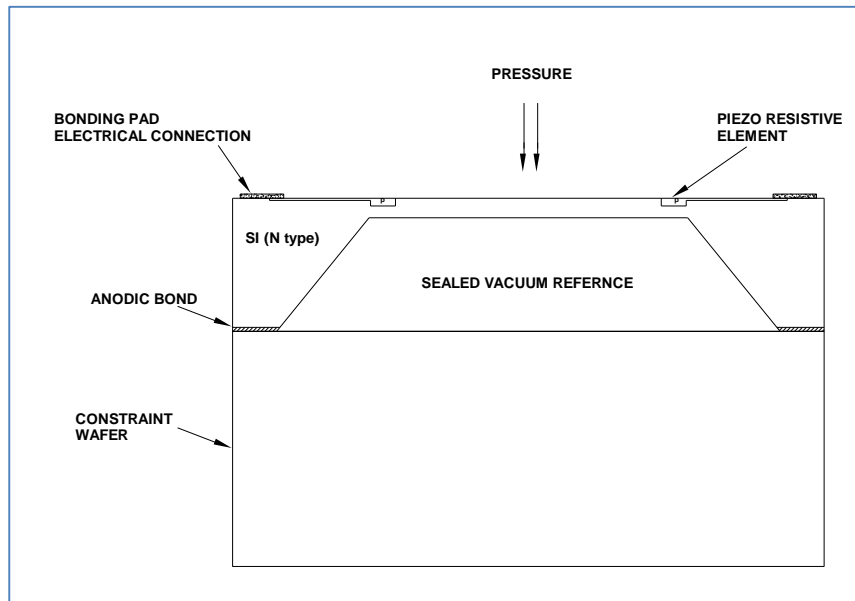 PRESSURE
BONDING PAD
ELECTRICAL CONNECTION
PIEZO RESISTIVE
ELEMENT
P
P
SI (N type)
SEALED VACUUM REFERNCE
ANODIC BOND
CONSTRAINT
WAFER